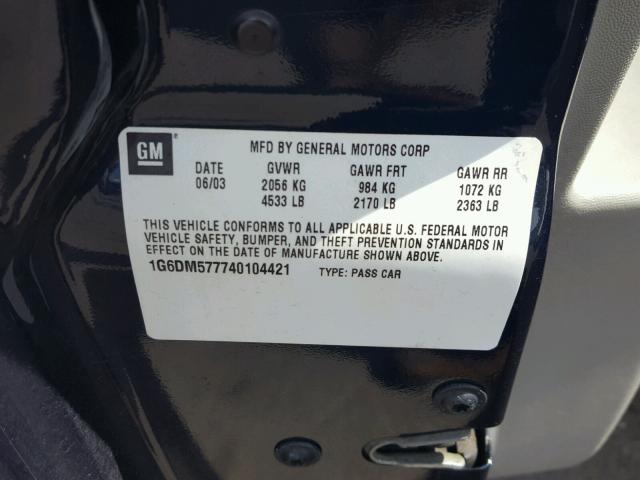 GM
MFD BY GENERAL MOTORS CORP
DATE GVWR GAWR FRT GAWR RR
06/03 2056 KG 984 KG 1072 KG
4533 LB 2170 LB 2363 LB
THIS VEHICLE CONFORMS TO ALL APPLICABLE U.S. FEDERAL MOTOR
VEHICLE SAFETY, BUMPER, AND THEFT PREVENTION STANDARDS IN
EFFECT ON THE DATE OF MANUFACTURE SHOWN ABOVE.
1G6DM577740104421 TYPE: PASS CAR